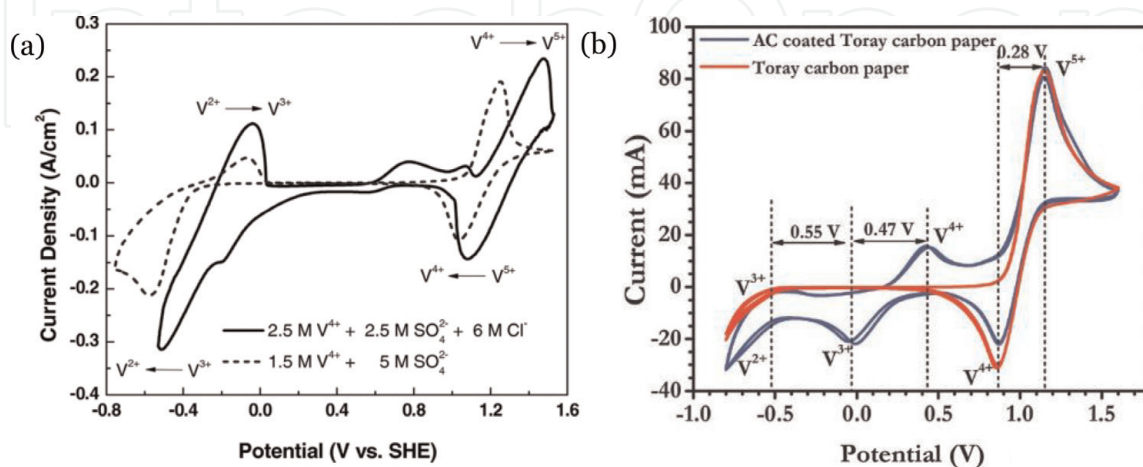 (a)
0.3
0.2
0.1
0.0
-0.1
-0.2
-0.3
-0.4
Current Density (A/cm²)
V⁴⁺ → V⁵⁺
V²⁺ → V³⁺
V⁴⁺ ← V⁵⁺
2.5 M V⁴⁺ + 2.5 M SO₄²⁻ + 6 M Cl⁻
1.5 M V⁴⁺ + 5 M SO₄²⁻
V²⁺ ← V³⁺
-0.8 -0.4 0.0 0.4 0.8 1.2 1.6
Potential (V vs. SHE)
(b)
100
80
60
40
20
0
-20
-40
Current (mA)
AC coated Toray carbon paper
Toray carbon paper
0.28 V
V⁵⁺
0.55 V
0.47 V
V⁴⁺
V³⁺
V²⁺
V³⁺
V⁴⁺
-1.0 -0.5 0.0 0.5 1.0 1.5
Potential (V)